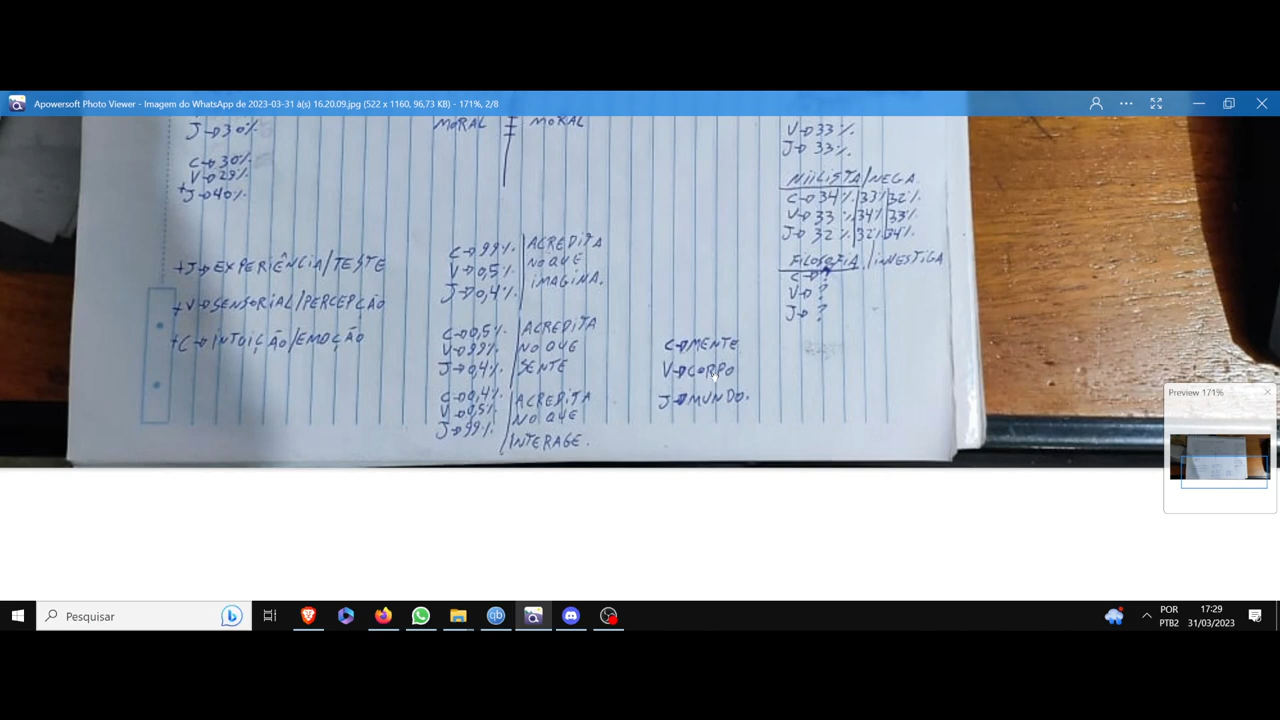 Apowersoft Photo Viewer - Imagem do WhatsApp de 2023-03-31 à(s) 16.20.09.jpg (522 x 1160, 96,73 KB) - 171%, 2/8
J→30%
C→30%
V→29%
+J→40%
+J→EXPERIÊNCIA/TESTE
+V→SENSORIAL/PERCEPÇÃO
+C→INTUIÇÃO/EMOÇÃO
MORAL MORAL
C→99% ACREDITA
V→0,5% NO QUE
J→0,4% IMAGINA.
C→0,5% ACREDITA
V→99% NO QUE
J→0,4% SENTE
C→0,4% ACREDITA
V→0,5% NO QUE
J→99% INTERAGE.
C→MENTE
V→CORPO
J→MUNDO.
V→33%
J→33%.
NIILISTA/NEGA
C→34%/33%/32%.
V→33%/34%/33%.
J→32%/32%/34%.
FILOSOFIA/INVESTIGA
C→?
V→?
J→?
Preview 171%
Pesquisar
POR
PTB2
17:29
31/03/2023